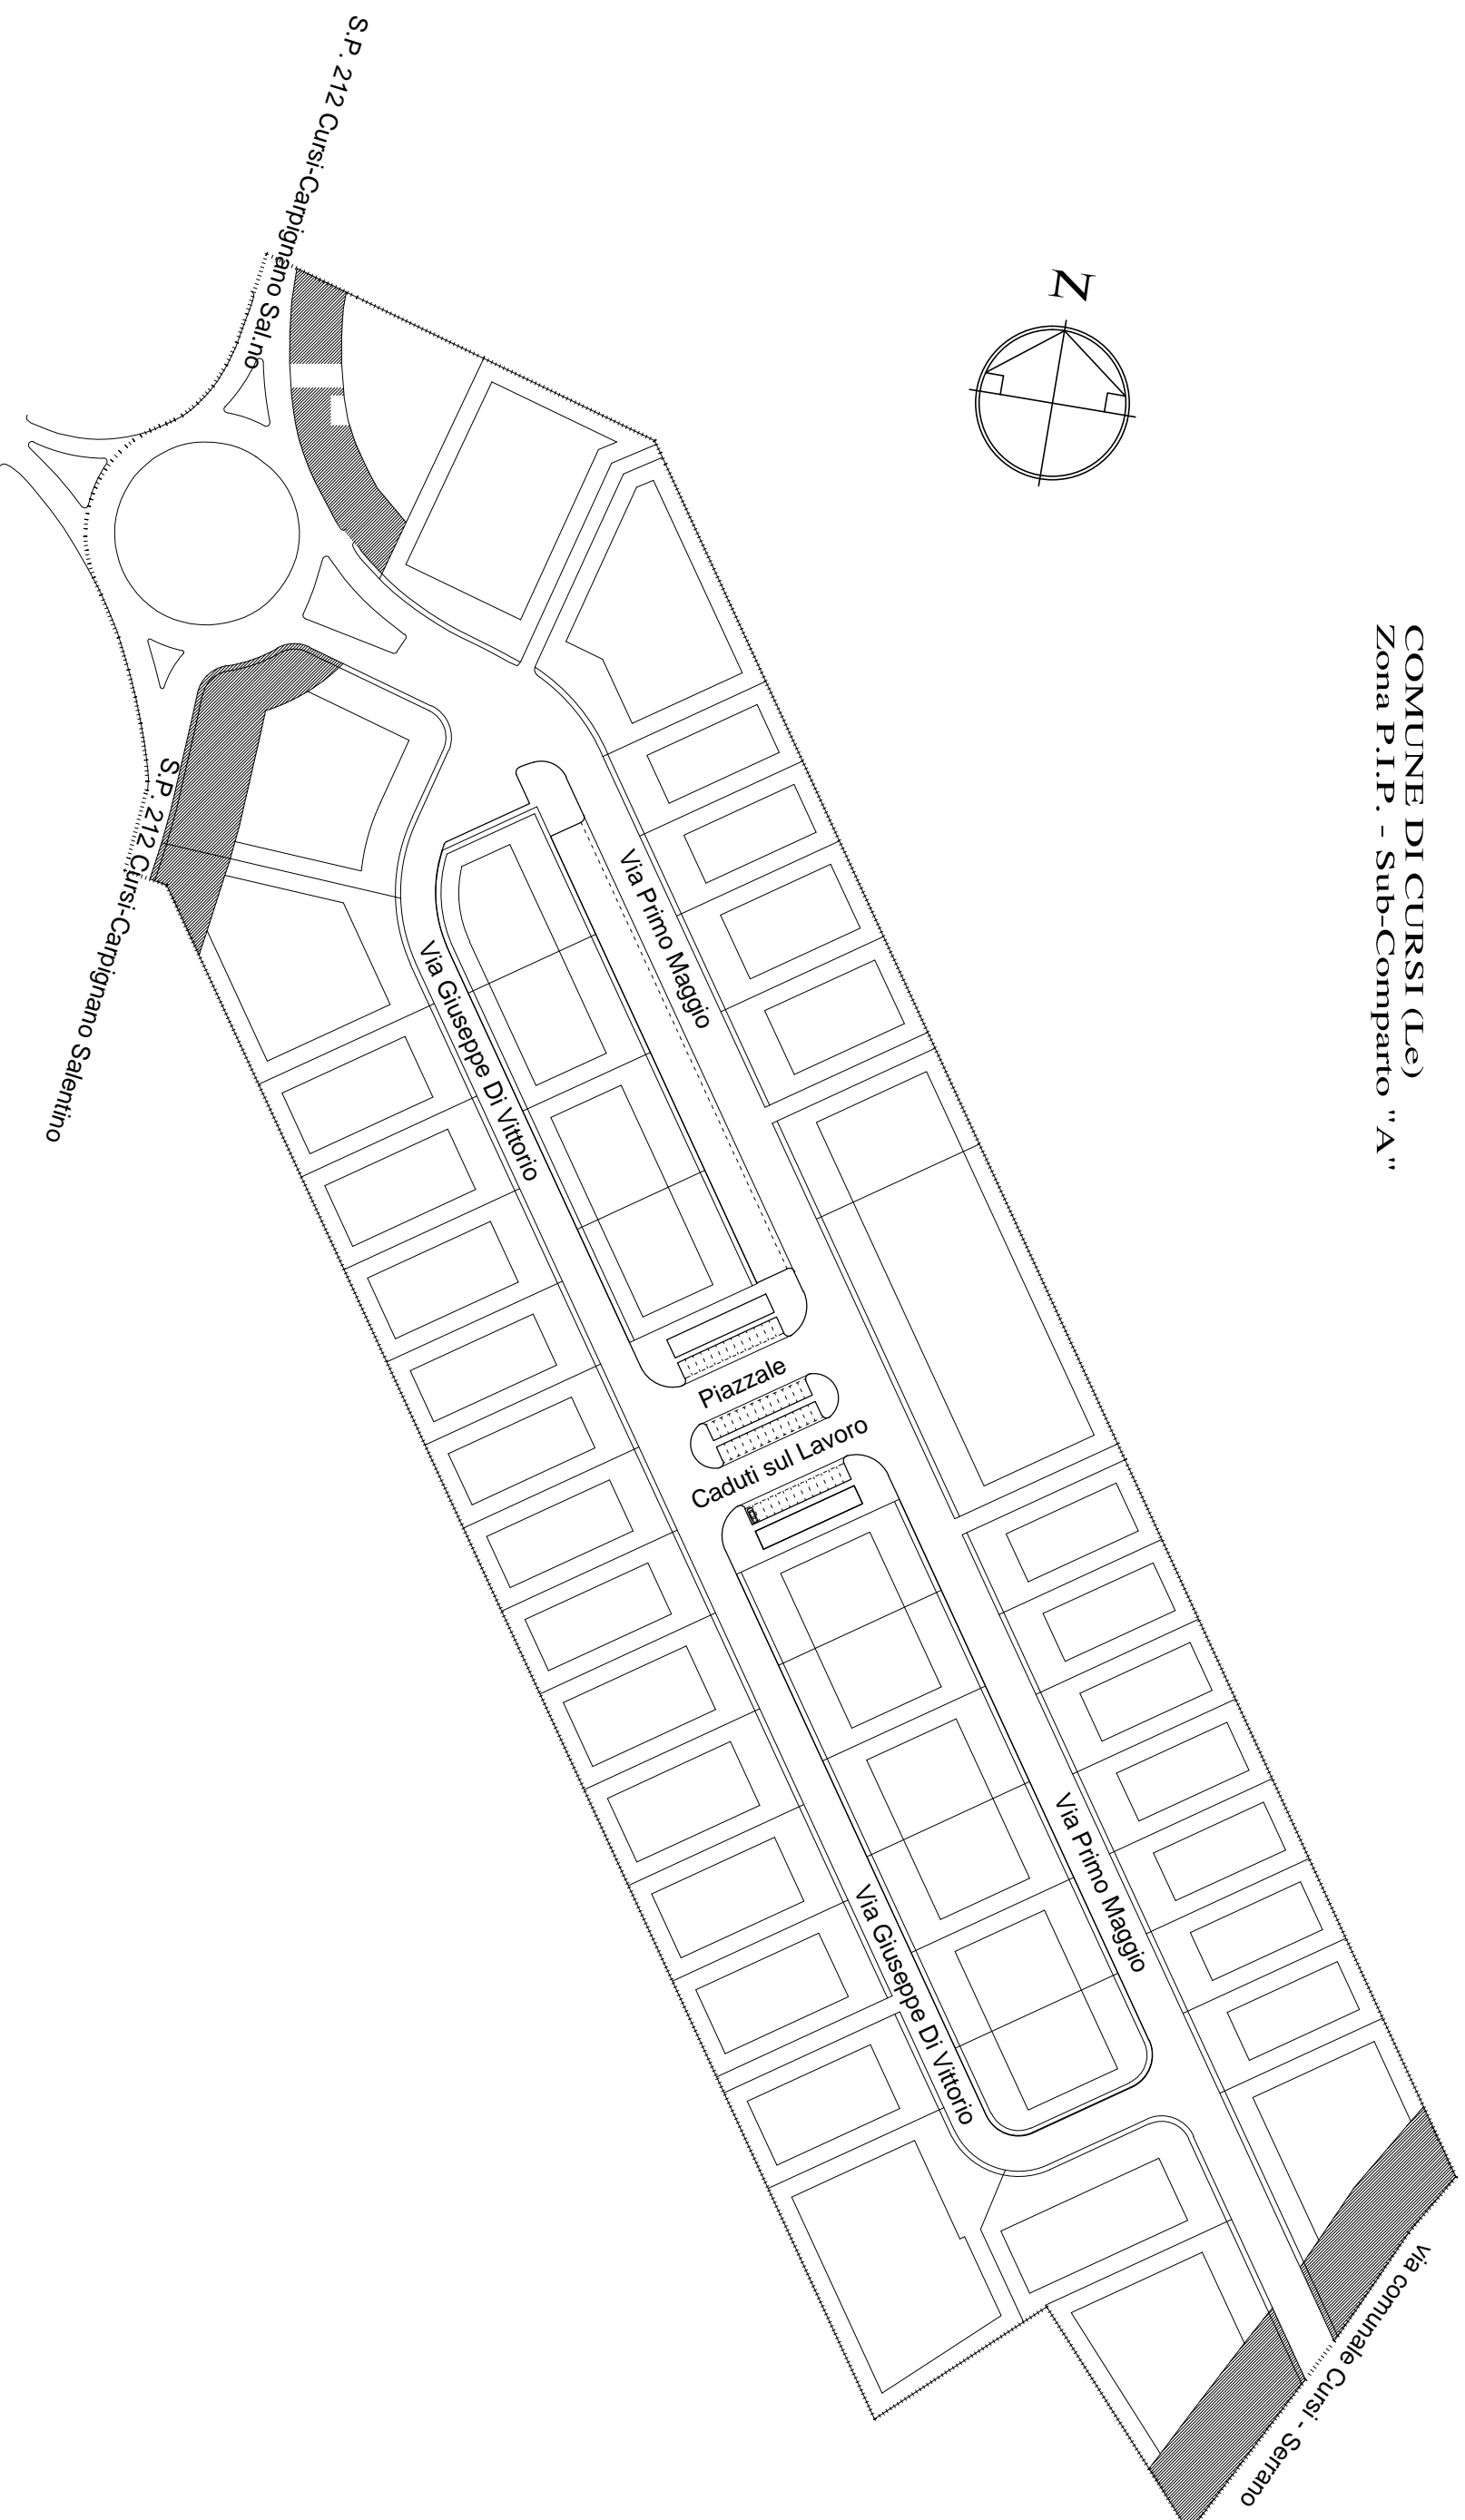 COMUNE DI CURSI (Le)
Zona P.I.P. - Sub-Comparto "A"
N
S.P. 212 Cursi-Carpignano Sal.no
S.P. 212 Cursi-Carpignano Salentino
Via Primo Maggio
Via Giuseppe Di Vittorio
Piazzale
Caduti sul Lavoro
Via Primo Maggio
Via Giuseppe Di Vittorio
via comunale Cursi - Serrano